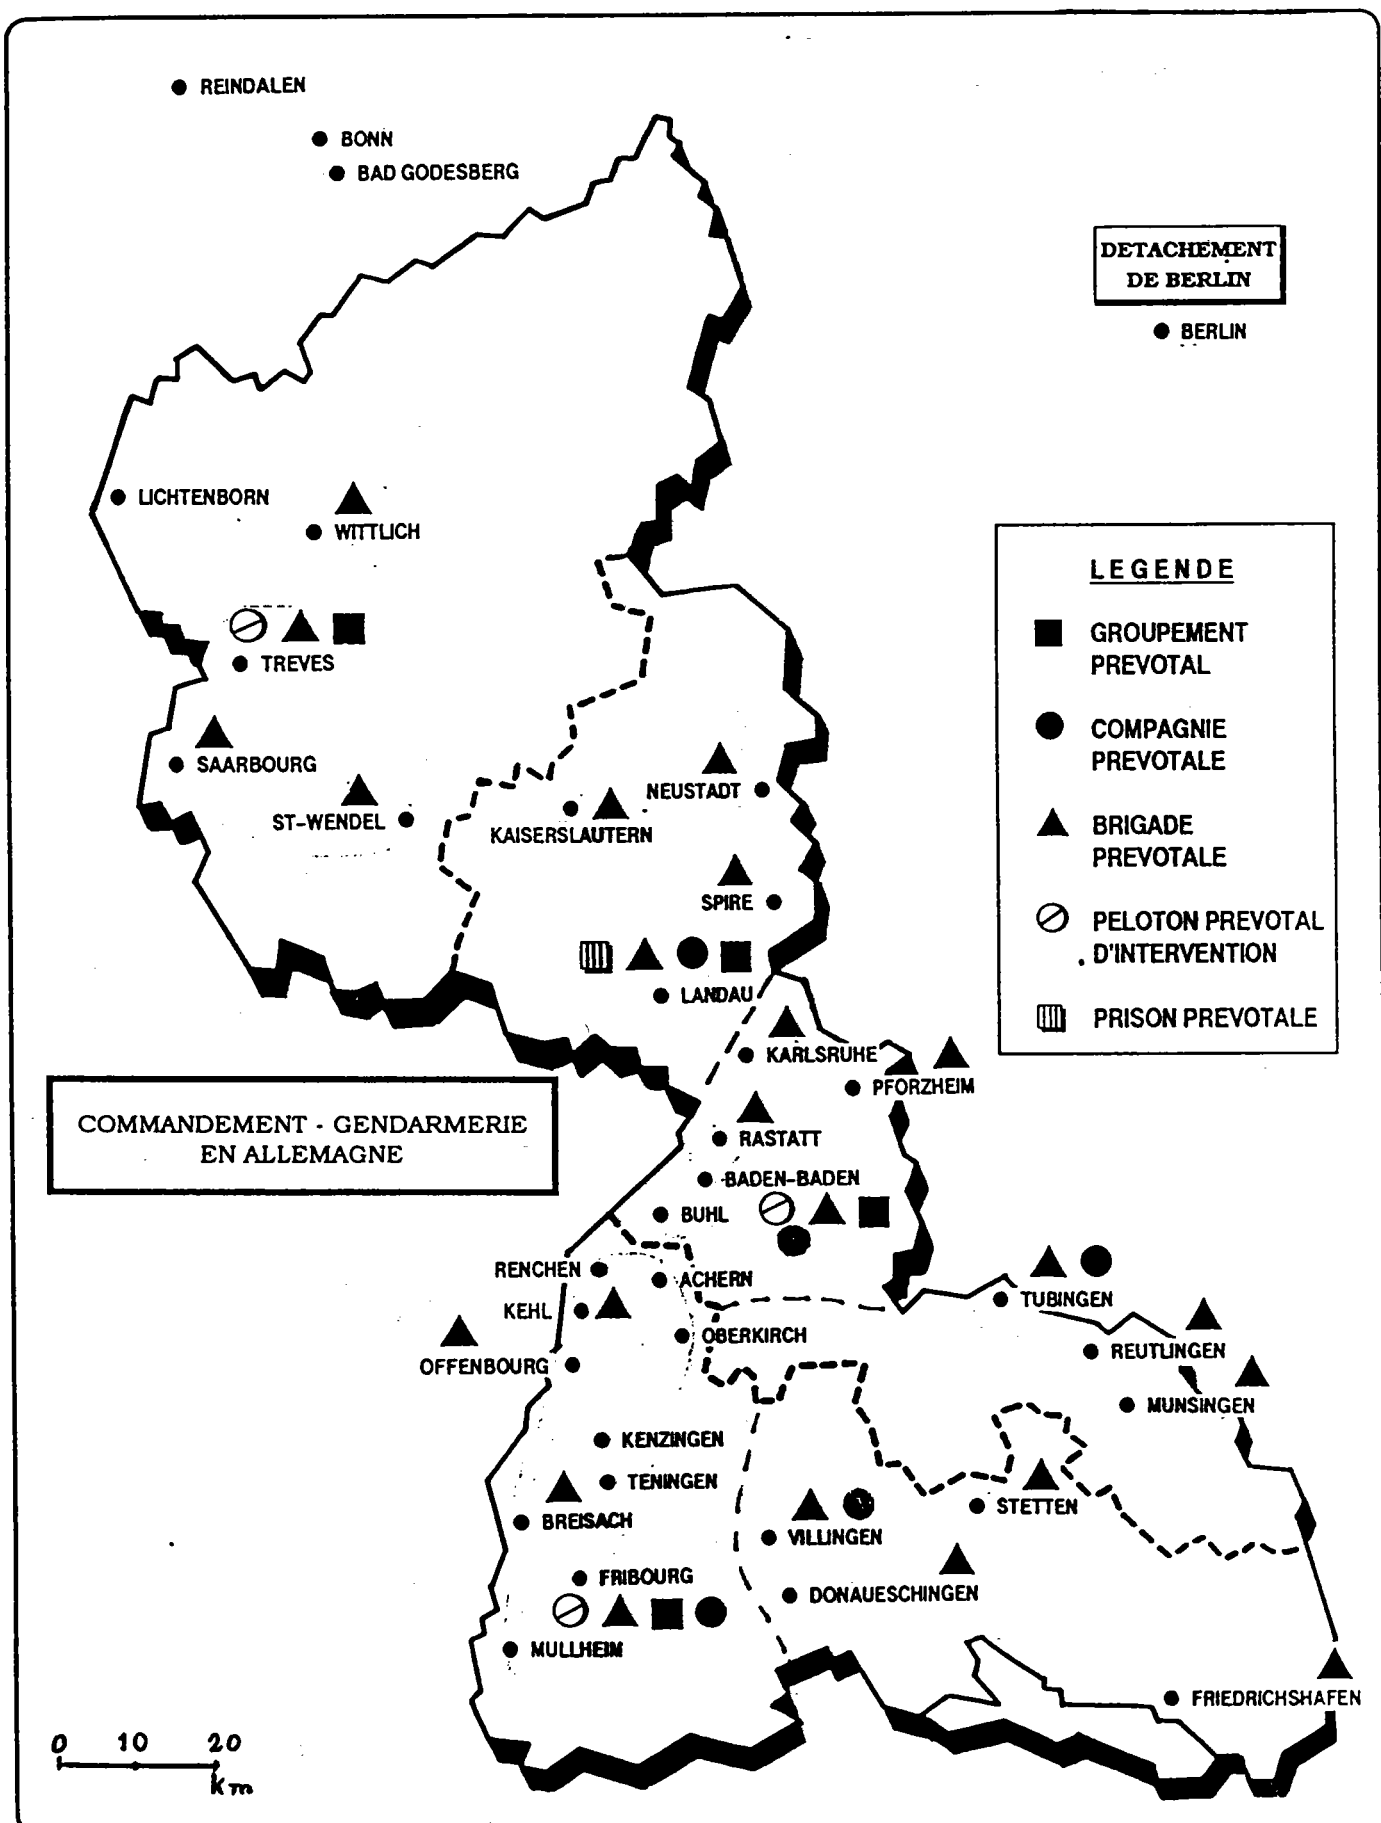 REINDALEN
BONN
BAD GODESBERG
DETACHEMENT
DE BERLIN
BERLIN
LICHTENBORN
WITTLICH
LEGENDE
GROUPEMENT
PREVOTAL
COMPAGNIE
PREVOTALE
BRIGADE
PREVOTALE
PELOTON PREVOTAL
D'INTERVENTION
PRISON PREVOTALE
TREVES
SAARBOURG
NEUSTADT
ST-WENDEL
KAISERSLAUTERN
SPIRE
LANDAU
KARLSRUHE
PFORZHEIM
COMMANDEMENT - GENDARMERIE
EN ALLEMAGNE
RASTATT
BADEN-BADEN
BUHL
RENCHEN
ACHERN
KEHL
TUBINGEN
OBERKIRCH
OFFENBOURG
REUTLINGEN
MUNSINGEN
KENZINGEN
TENINGEN
STETTEN
BREISACH
VILLINGEN
FRIBOURG
DONAUESCHINGEN
MULLHEIM
FRIEDRICHSHAFEN
0 10 20
Km